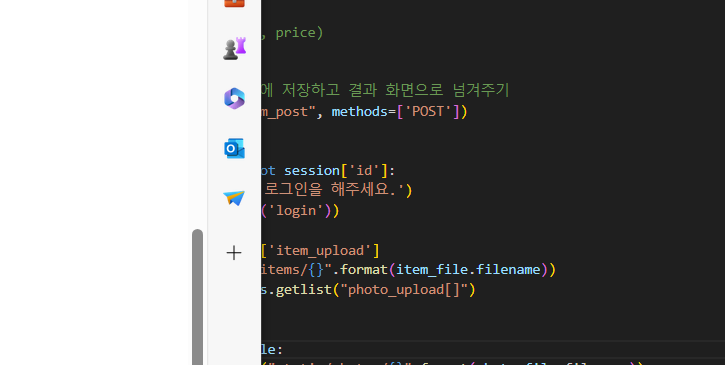 , price)
에 저장하고 결과 화면으로 넘겨주기
m_post", methods=['POST'])
ot session['id']:
로그인을 해주세요.')
('login'))
['item_upload']
items/{}".format(item_file.filename))
s.getlist("photo_upload[]")
le: